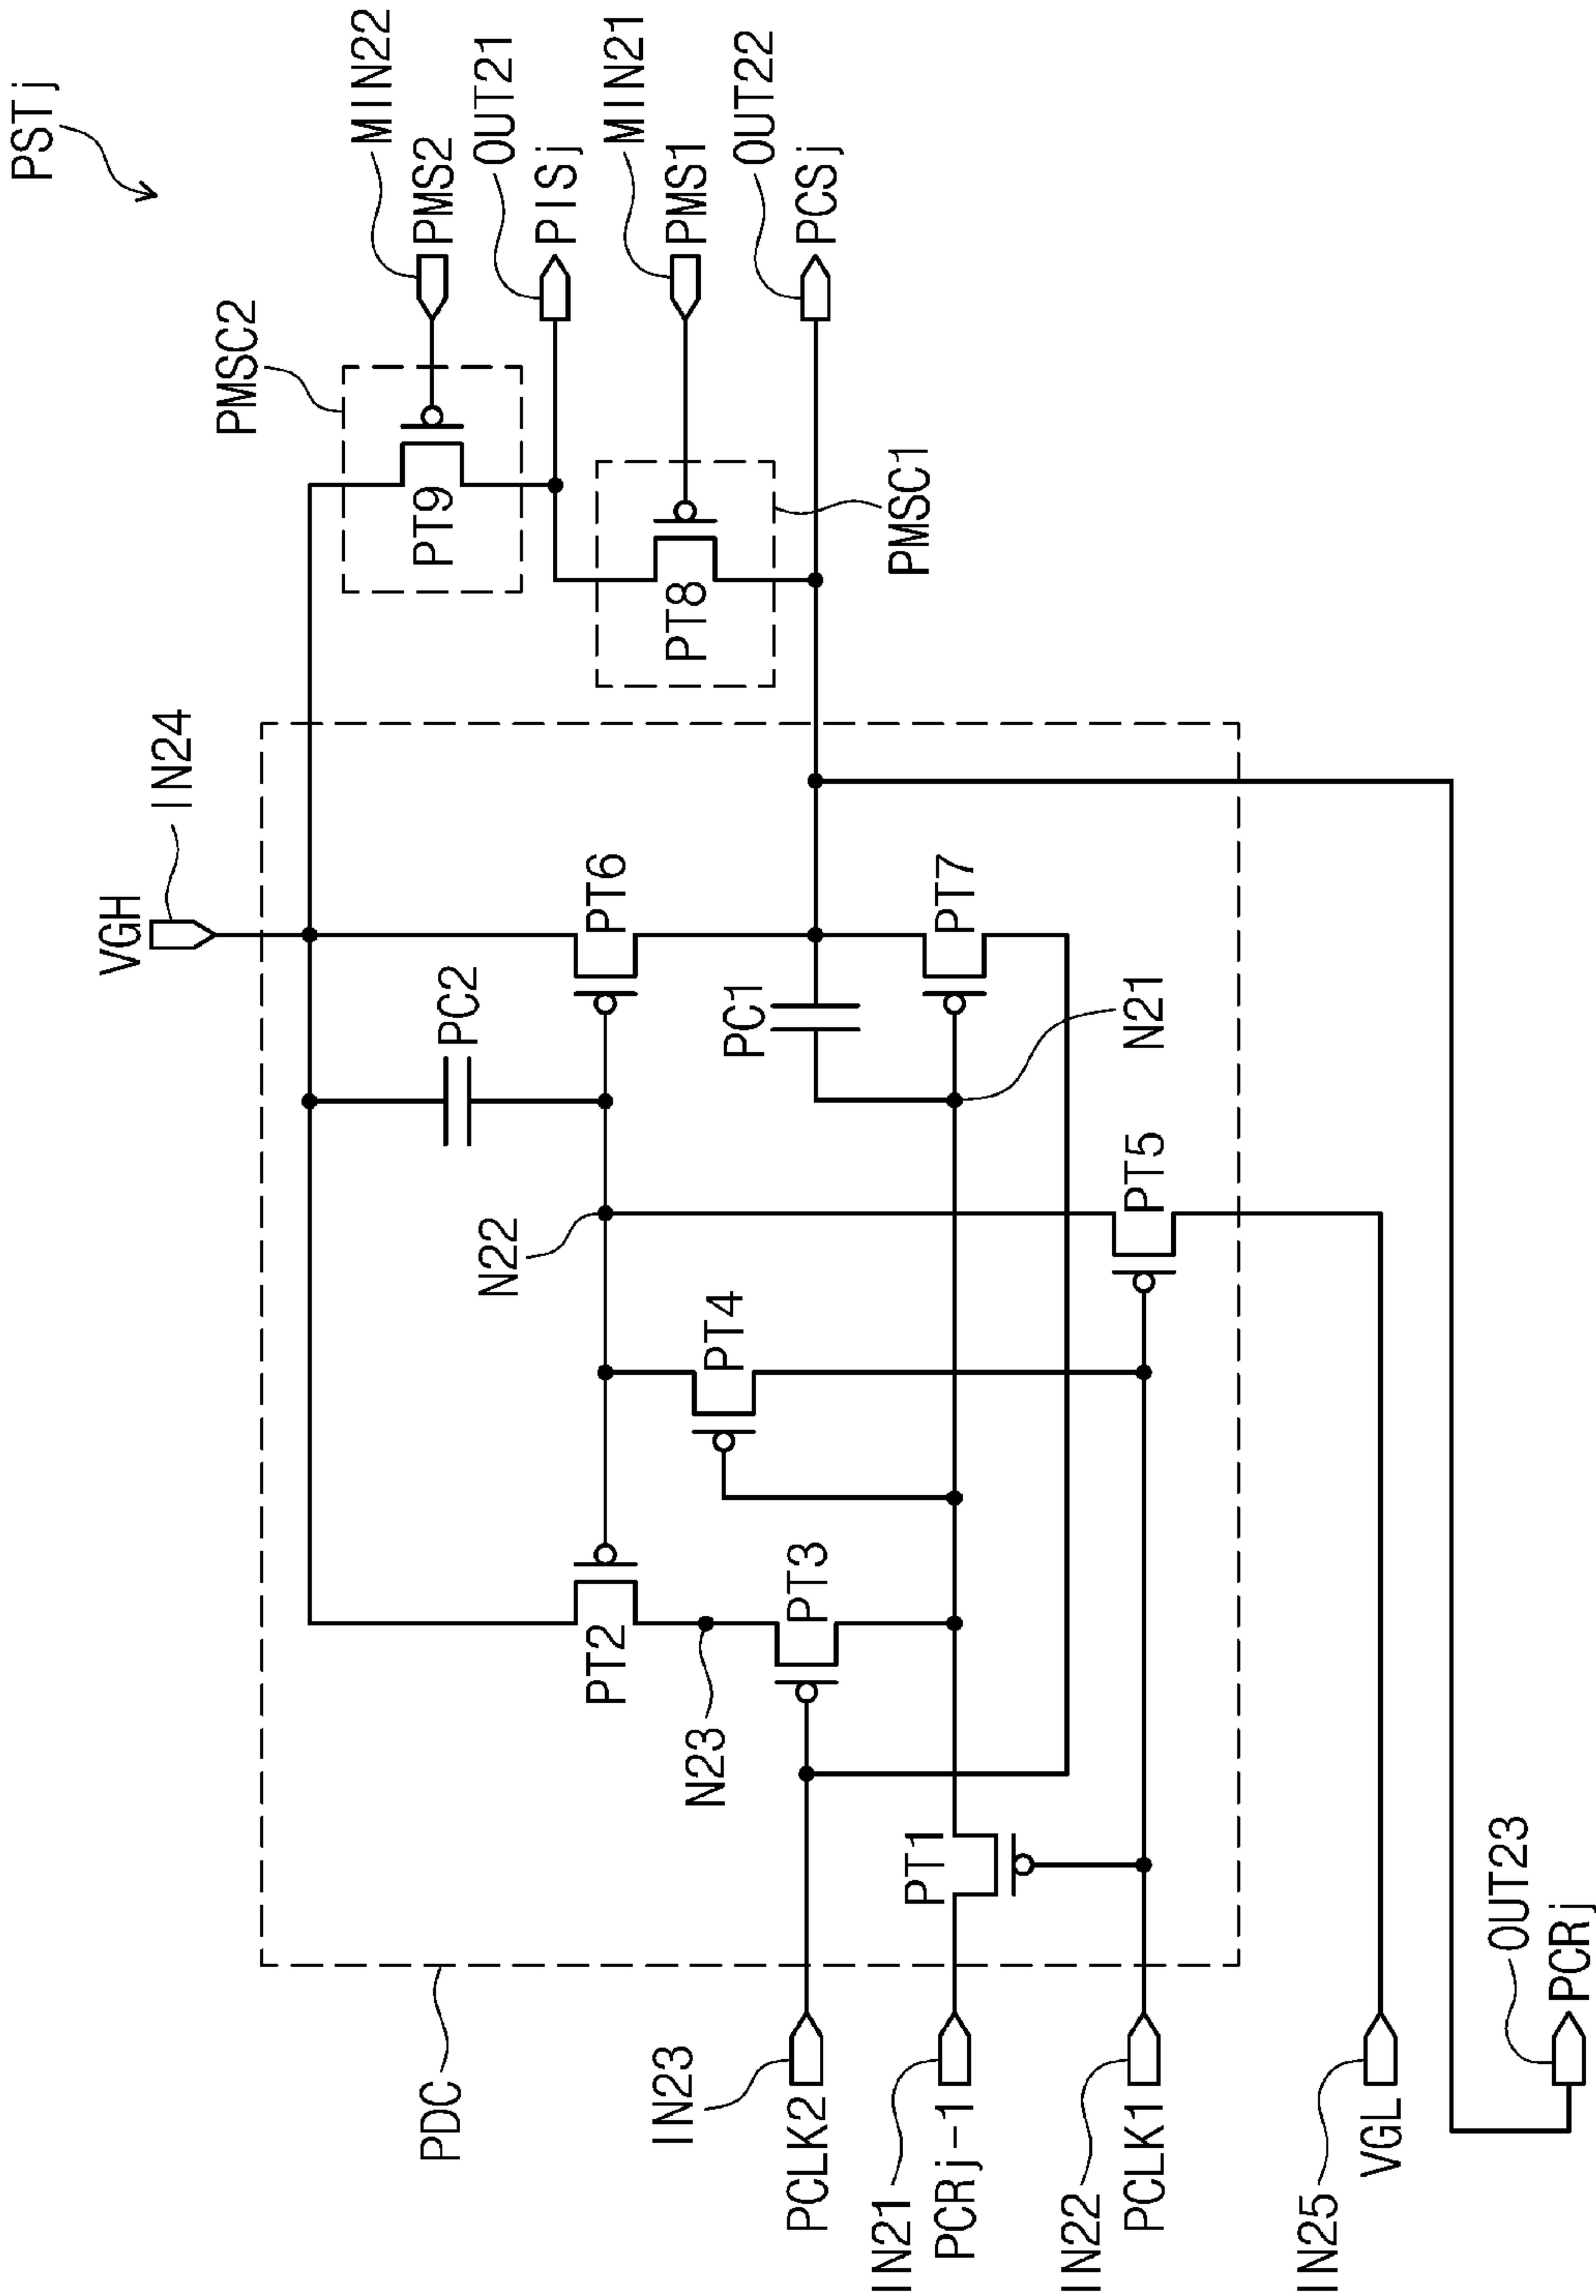 PSTj
VGH
IN24
PMSC2
MIN22
PMS2
OUT21
PISj
MIN21
PMS1
OUT22
PCSj
PT9
PT8
PMSC1
PDC
PC2
PT6
N22
PT2
PT4
PC1
PT7
N23
PT3
N21
PT5
PT1
IN23
PCLK2
IN21
PCRj-1
IN22
PCLK1
IN25
VGL
OUT23
PCRj